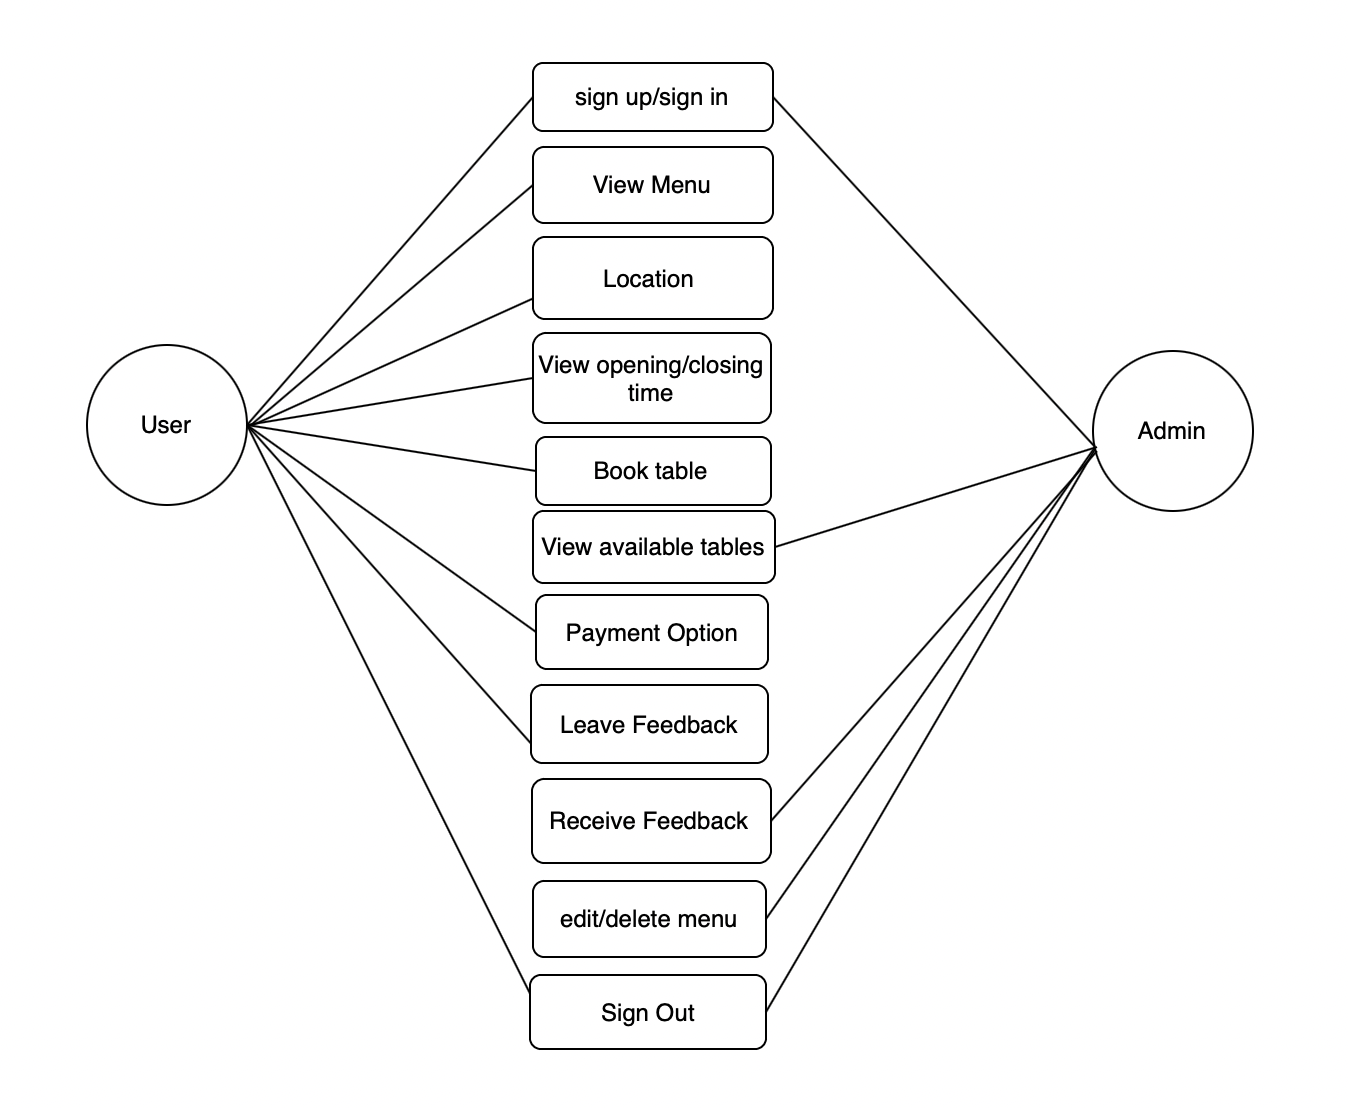 sign up/sign in
View Menu
Location
View opening/closing
time
User
Admin
Book table
View available tables
Payment Option
Leave Feedback
Receive Feedback
edit/delete menu
Sign Out